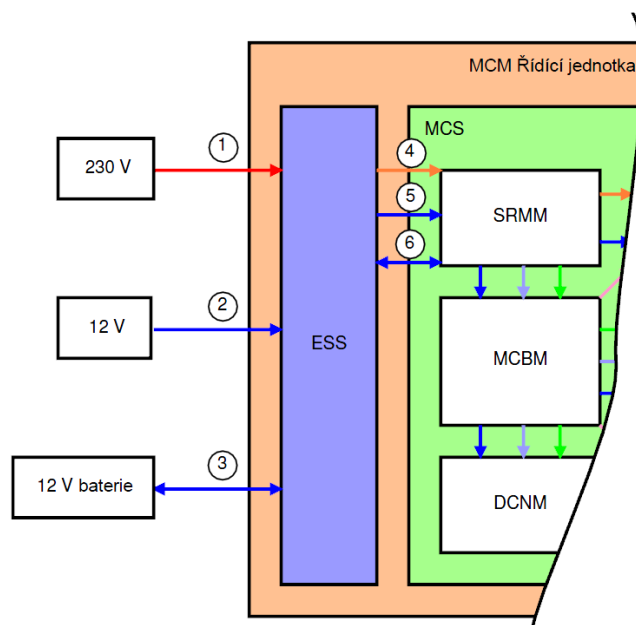 MCM Řídící jednotka
MCS
1
230 V
4
5
SRMM
6
2
12 V
ESS
MCBM
3
12 V baterie
DCNM